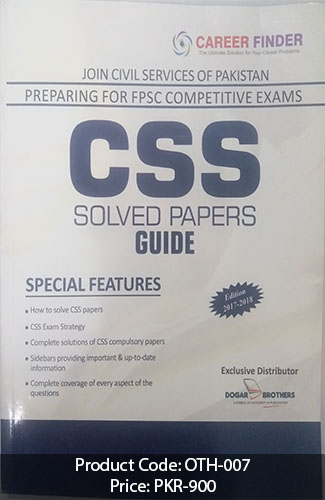 CAREER FINDER
The Ultimate Solution for Your Career Problems
JOIN CIVIL SERVICES OF PAKISTAN
PREPARING FOR FPSC COMPETITIVE EXAMS
CSS
SOLVED PAPERS
GUIDE
SPECIAL FEATURES
• How to solve CSS papers
• CSS Exam Strategy
• Complete solutions of CSS compulsory papers
• Sidebars providing important & up-to-date
information
• Complete coverage of every aspect of the
questions
Edition
2017-2018
Exclusive Distributor
DOGAR BROTHERS
Product Code: OTH-007
Price: PKR-900